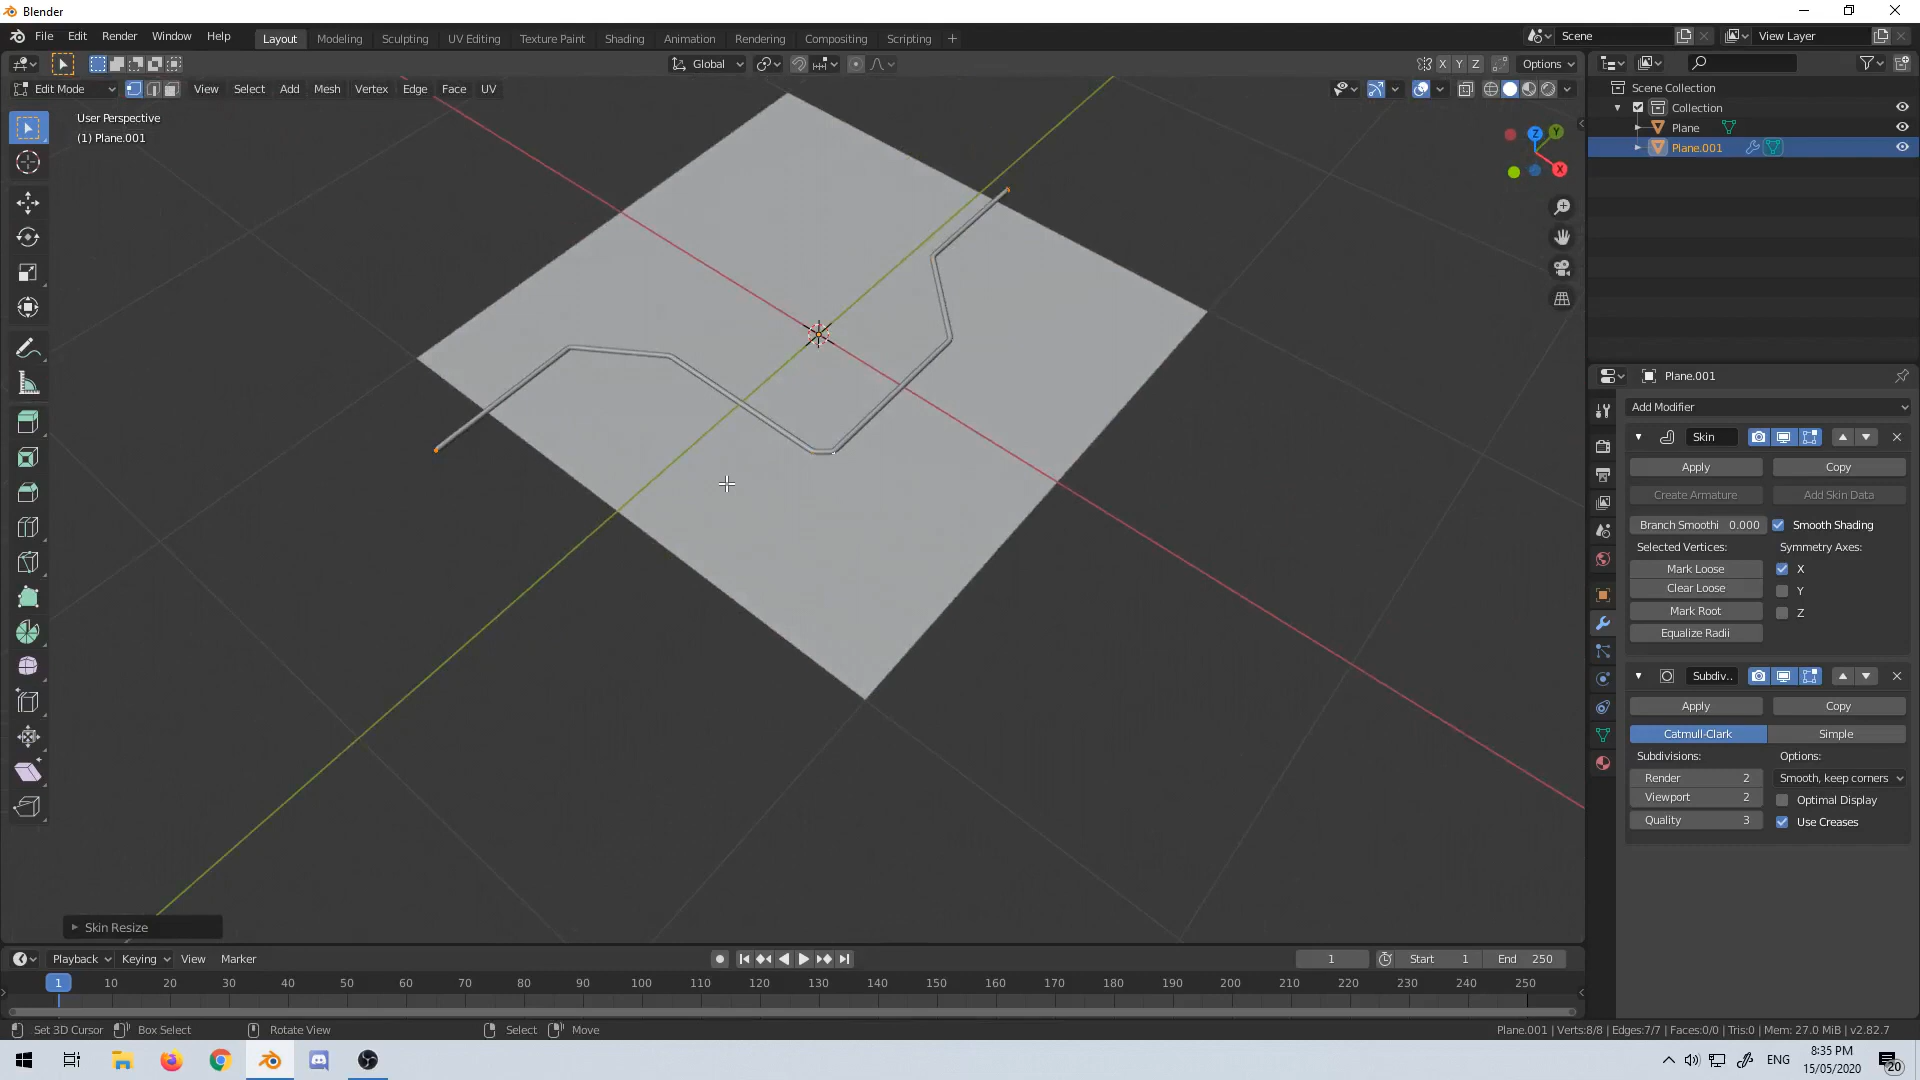 Blender
File Edit Render Window Help
Layout Modeling Sculpting UV Editing Texture Paint Shading Animation Rendering Compositing Scripting +
Scene View Layer
Global X Y Z Options
Edit Mode View Select Add Mesh Vertex Edge Face UV
User Perspective
(1) Plane.001
Z Y X
Scene Collection
Collection
Plane
Plane.001
Plane.001
Add Modifier
Skin
Apply Copy
Create Armature Add Skin Data
Branch Smoothi 0.000 Smooth Shading
Selected Vertices: Symmetry Axes:
Mark Loose X
Clear Loose Y
Mark Root Z
Equalize Radii
Subdiv..
Apply Copy
Catmull-Clark Simple
Subdivisions: Options:
Render 2 Smooth, keep corners
Viewport 2 Optimal Display
Quality 3 Use Creases
Skin Resize
Playback Keying View Marker 1 Start 1 End 250
1 10 20 30 40 50 60 70 80 90 100 110 120 130 140 150 160 170 180 190 200 210 220 230 240 250
Set 3D Cursor Box Select Rotate View Select Move Plane.001 | Verts:8/8 | Edges:7/7 | Faces:0/0 | Tris:0 | Mem: 27.0 MiB | v2.82.7
ENG 8:35 PM
15/05/2020 20